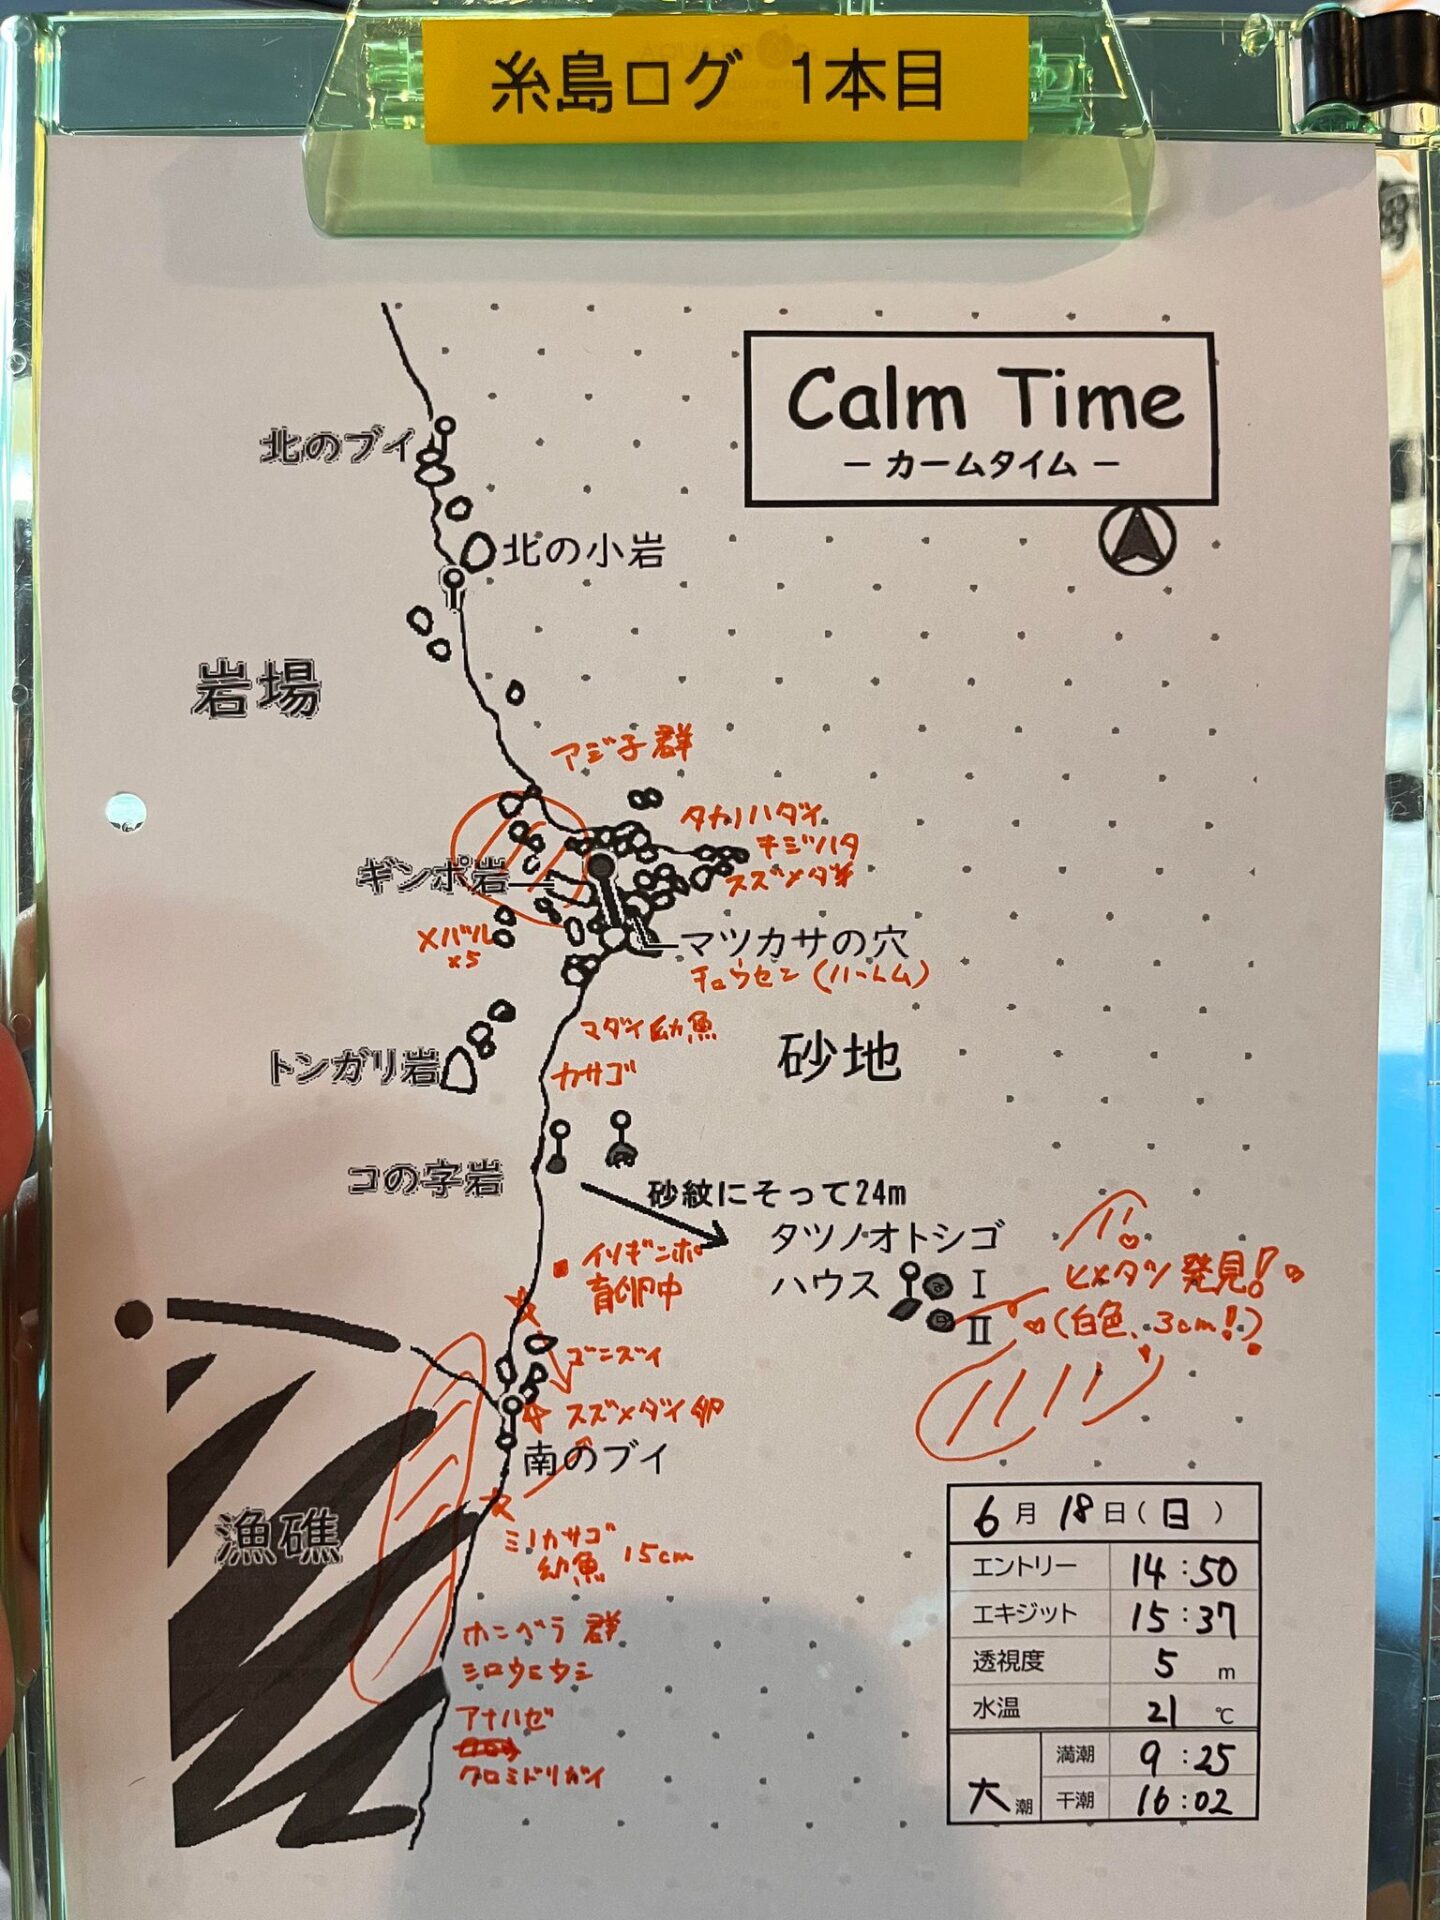 糸島ログ 1本目
Calm Time
－ カームタイム －
北のブイ
北の小岩
岩場
アジ子群
タカノハダイ
キジハタ
スズメダイ
ギンポ岩
メバル
x5
マツカサの穴
チョウセン (ハーレム)
マダイ幼魚
砂地
トンガリ岩
カサゴ
コの字岩
砂紋にそって24m
タツノオトシゴ
ハウス
I
II
ヒメタツ発見!
(白色、3cm!)
イソギンポ
育卵中
ゴンズイ
スズメダイ卵
南のブイ
漁礁
ミノカサゴ
幼魚 15cm
ホンベラ 群
シロウミウシ
アナハゼ
クロミドリガイ
6月18日(日)
エントリー 14:50
エキジット 15:37
透視度 5 m
水温 21 ℃
大潮
満潮 9:25
干潮 16:02